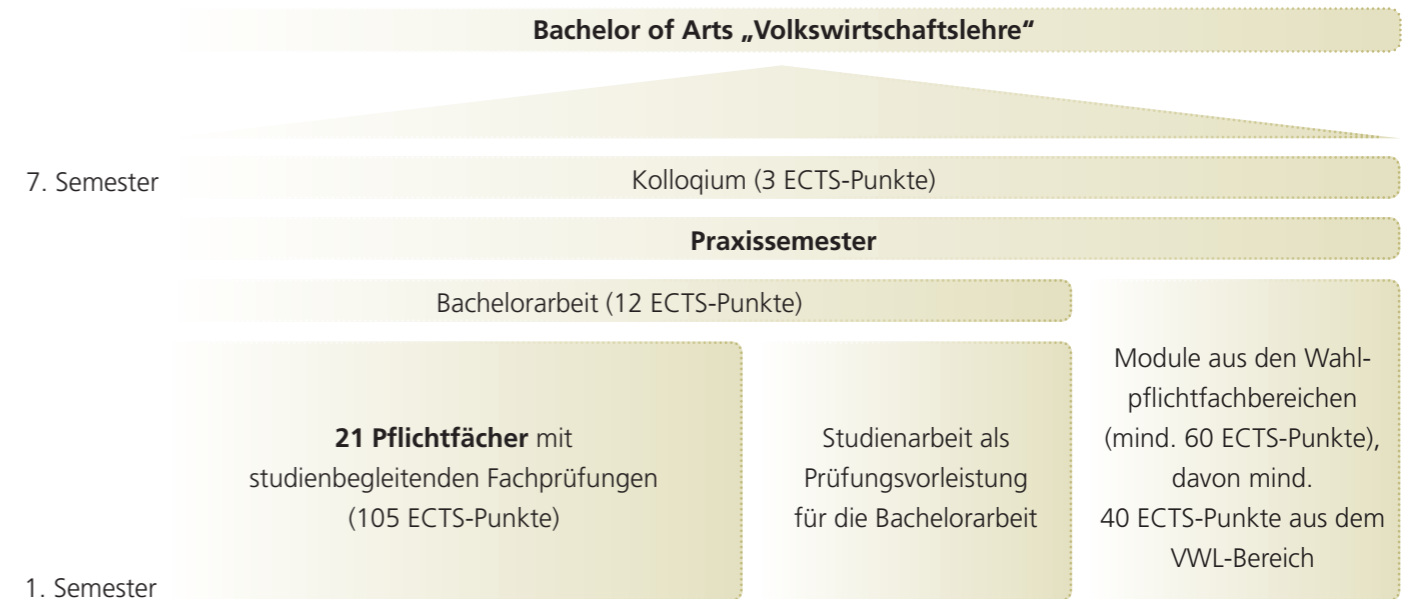 Bachelor of Arts „Volkswirtschaftslehre“
7. Semester
Kolloqium (3 ECTS-Punkte)
Praxissemester
Bachelorarbeit (12 ECTS-Punkte)
21 Pflichtfächer mit
studienbegleitenden Fachprüfungen
(105 ECTS-Punkte)
Studienarbeit als
Prüfungsvorleistung
für die Bachelorarbeit
Module aus den Wahl-
pflichtfachbereichen
(mind. 60 ECTS-Punkte),
davon mind.
40 ECTS-Punkte aus dem
VWL-Bereich
1. Semester